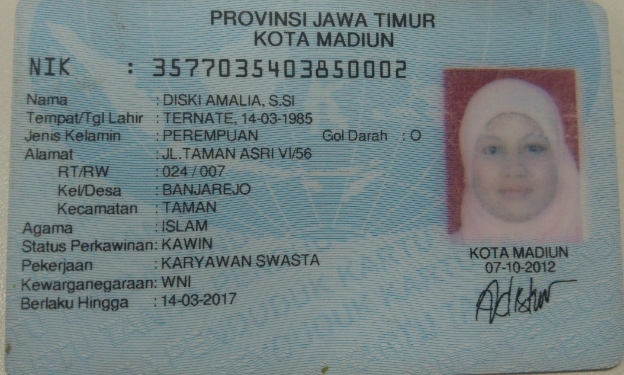 PROVINSI JAWA TIMUR
KOTA MADIUN
NIK : 3577035403850002
Nama : DISKI AMALIA, S.SI
Tempat/Tgl Lahir : TERNATE, 14-03-1985
Jenis Kelamin : PEREMPUAN Gol Darah : O
Alamat : JL.TAMAN ASRI VI/56
RT/RW : 024 / 007
Kel/Desa : BANJAREJO
Kecamatan : TAMAN
Agama : ISLAM
Status Perkawinan: KAWIN
Pekerjaan : KARYAWAN SWASTA
Kewarganegaraan: WNI
Berlaku Hingga : 14-03-2017
KOTA MADIUN
07-10-2012